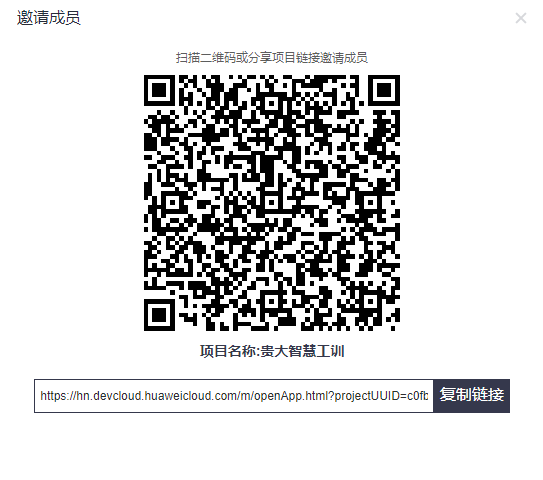 邀请成员
扫描二维码或分享项目链接邀请成员
项目名称:贵大智慧工训
https://hn.devcloud.huaweicloud.com/m/openApp.html?projectUUID=c0fb
复制链接